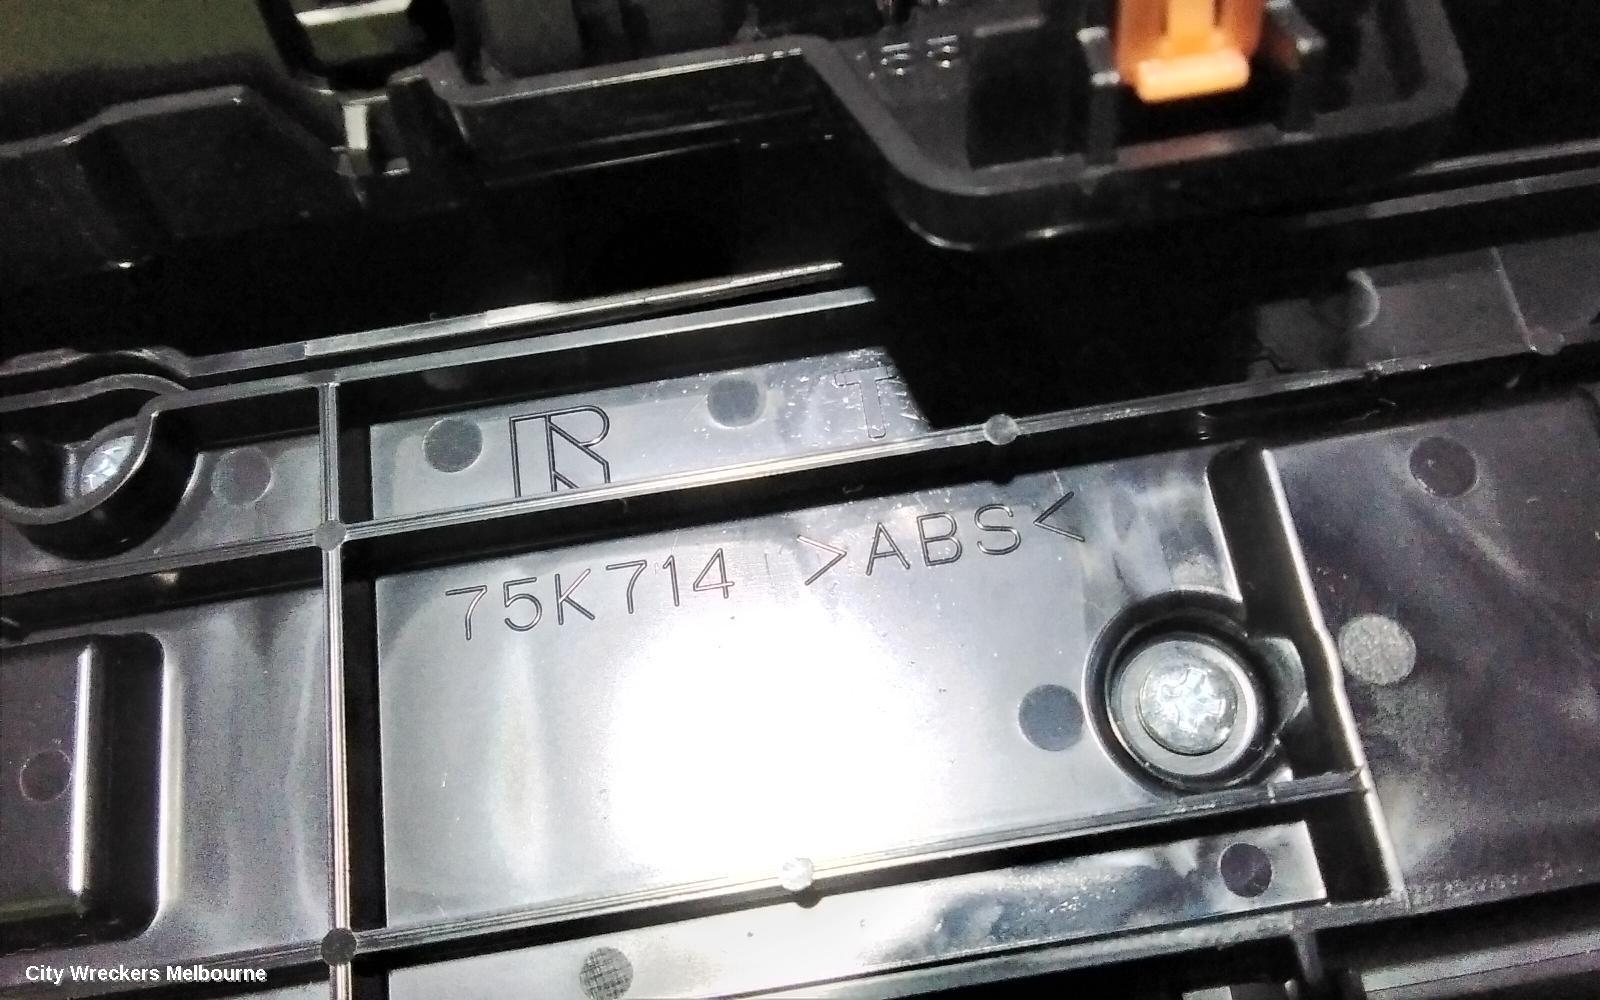 R T
75K714 >ABS<
City Wreckers Melbourne